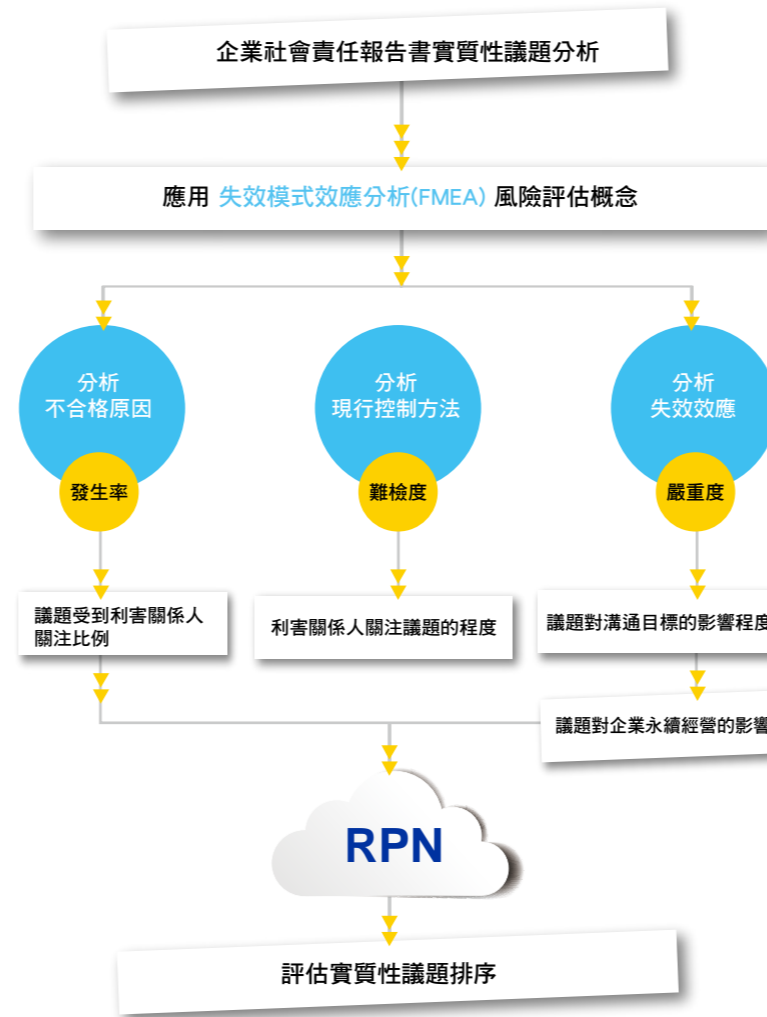 企業社會責任報告書實質性議題分析
應用 失效模式效應分析(FMEA) 風險評估概念
分析
不合格原因
發生率
分析
現行控制方法
難檢度
分析
失效效應
嚴重度
議題受到利害關係人
關注比例
利害關係人關注議題的程度
議題對溝通目標的影響程度
議題對企業永續經營的影響
RPN
評估實質性議題排序